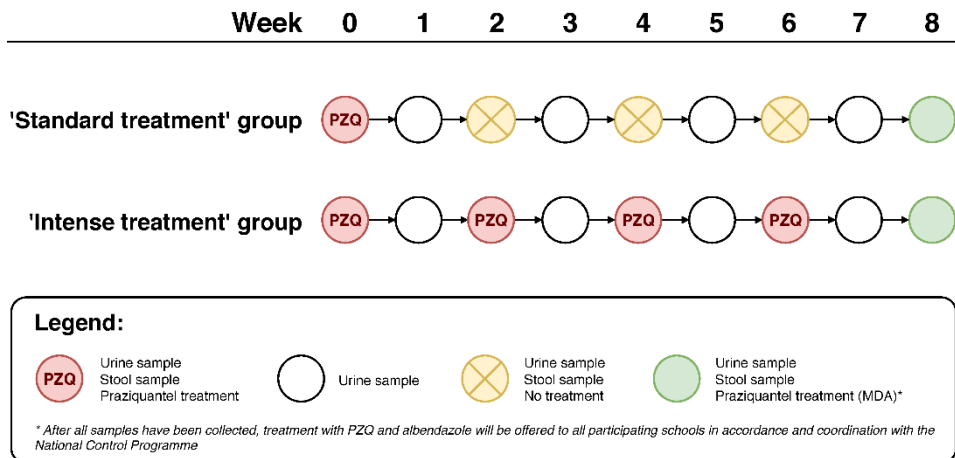 Week 0 1 2 3 4 5 6 7 8
'Standard treatment' group PZQ
'Intense treatment' group PZQ PZQ PZQ PZQ
Legend:
PZQ
Urine sample
Stool sample
Praziquantel treatment
Urine sample
Urine sample
Stool sample
No treatment
Urine sample
Stool sample
Praziquantel treatment (MDA)*
* After all samples have been collected, treatment with PZQ and albendazole will be offered to all participating schools in accordance and coordination with the
National Control Programme